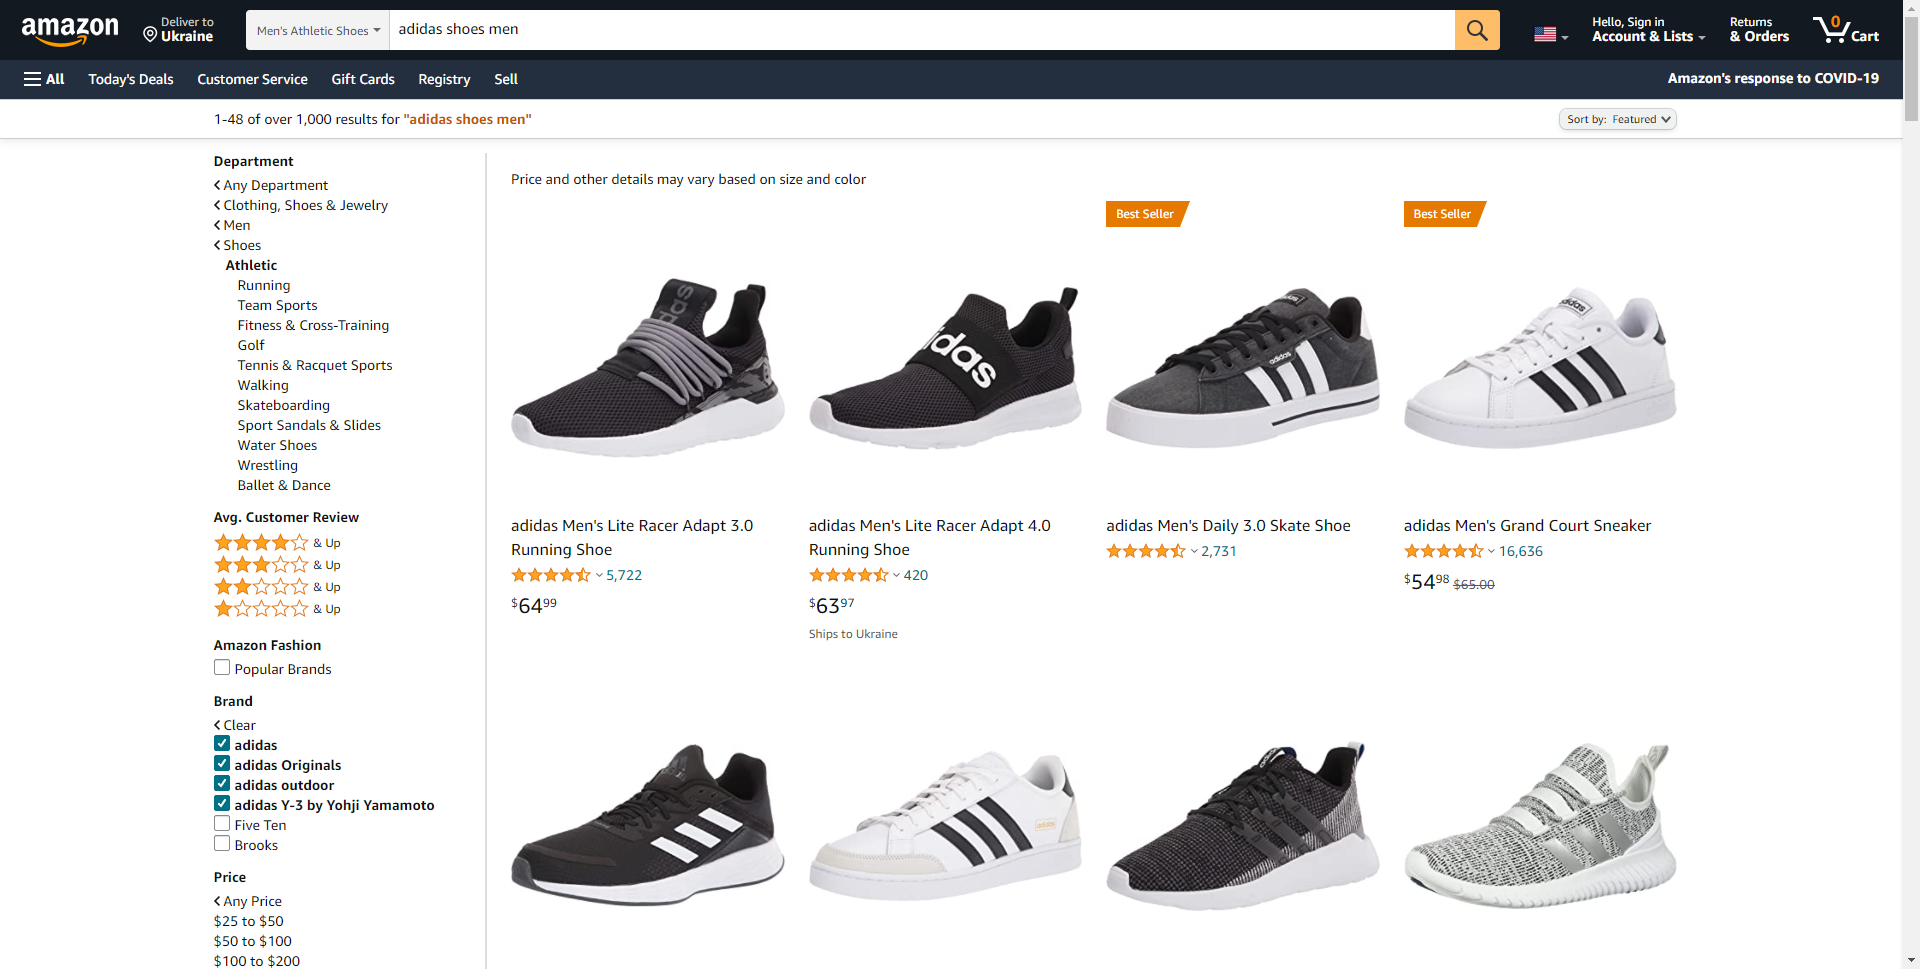 amazon
Deliver to
Ukraine
Men's Athletic Shoes
adidas shoes men
Hello, Sign in
Account & Lists
Returns
& Orders
0
Cart
All
Today's Deals
Customer Service
Gift Cards
Registry
Sell
Amazon's response to COVID-19
1-48 of over 1,000 results for "adidas shoes men"
Sort by: Featured
Department
Any Department
Clothing, Shoes & Jewelry
Men
Shoes
Athletic
Running
Team Sports
Fitness & Cross-Training
Golf
Tennis & Racquet Sports
Walking
Skateboarding
Sport Sandals & Slides
Water Shoes
Wrestling
Ballet & Dance
Avg. Customer Review
& Up
& Up
& Up
& Up
Amazon Fashion
Popular Brands
Brand
Clear
adidas
adidas Originals
adidas outdoor
adidas Y-3 by Yohji Yamamoto
Five Ten
Brooks
Price
Any Price
$25 to $50
$50 to $100
$100 to $200
Price and other details may vary based on size and color
adidas
adidas Men's Lite Racer Adapt 3.0
Running Shoe
5,722
$6499
adidas
adidas Men's Lite Racer Adapt 4.0
Running Shoe
420
$6397
Ships to Ukraine
Best Seller
adidas
adidas
adidas Men's Daily 3.0 Skate Shoe
2,731
Best Seller
adidas
adidas Men's Grand Court Sneaker
16,636
$5498 $65.00
adidas